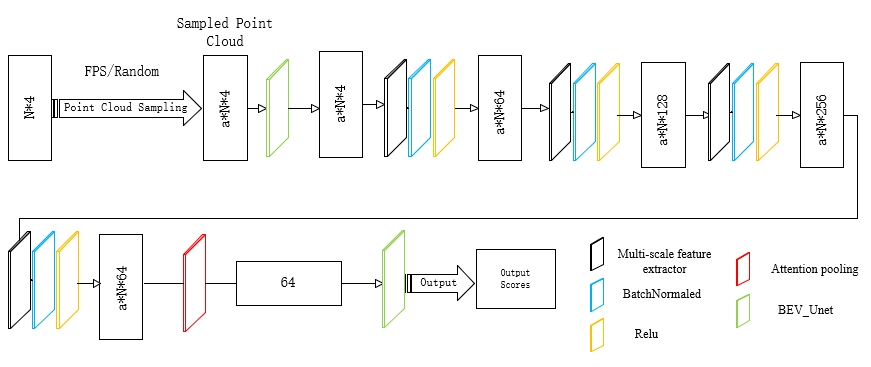 Sampled Point
Cloud
FPS/Random
Point Cloud Sampling
N*4
a*N*4
a*N*4
a*N*64
a*N*128
a*N*256
a*N*64
64
Output
Output
Scores
Multi-scale feature
extractor
BatchNormaled
Relu
Attention pooling
BEV_Unet